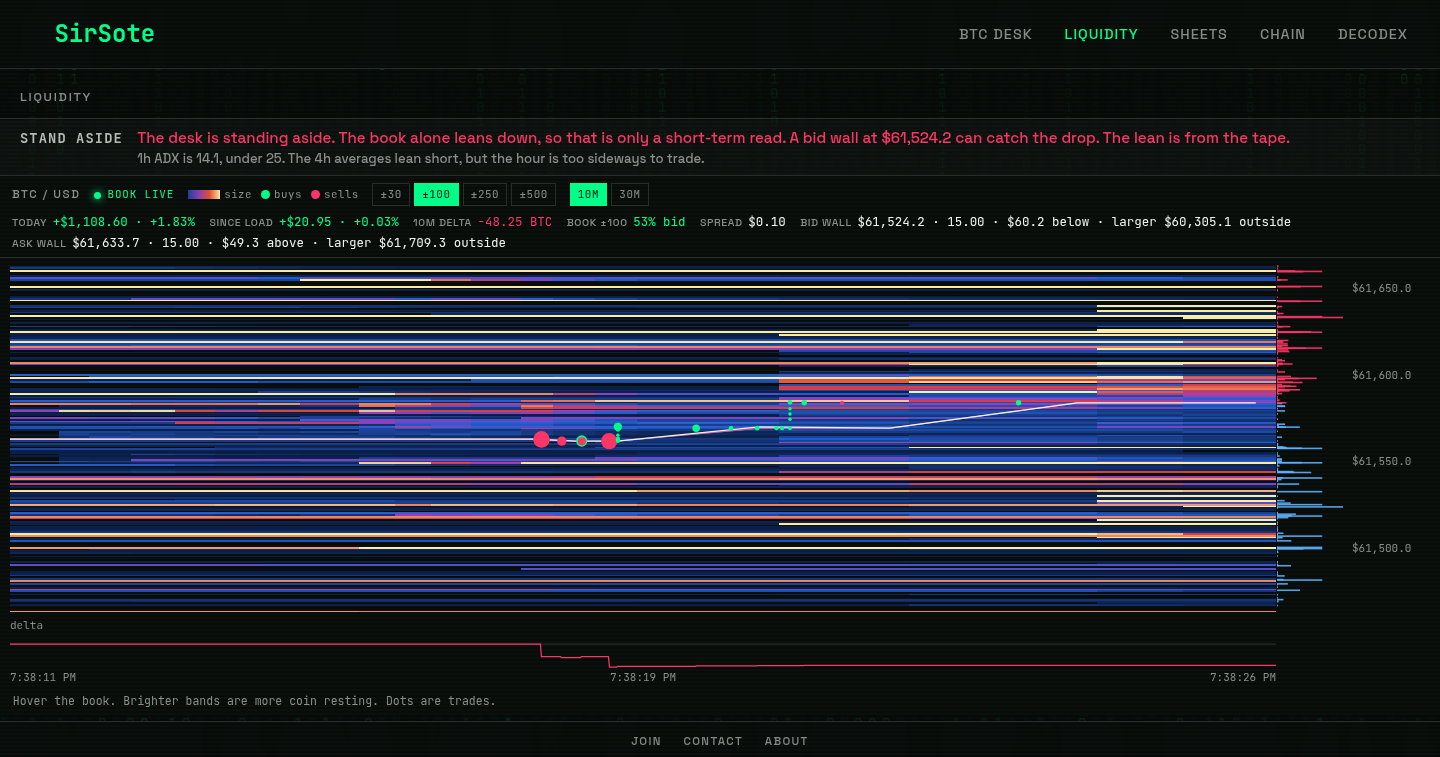 SirSote
BTC DESK LIQUIDITY SHEETS CHAIN DECODEX
LIQUIDITY
STAND ASIDE The desk is standing aside. The book alone leans down, so that is only a short-term read. A bid wall at $61,524.2 can catch the drop. The lean is from the tape.
1h ADX is 14.1, under 25. The 4h averages lean short, but the hour is too sideways to trade.
BTC / USD BOOK LIVE size buys sells ±30 ±100 ±250 ±500 10M 30M
TODAY +$1,108.60 · +1.83% SINCE LOAD +$20.95 · +0.03% 10M DELTA -48.25 BTC BOOK ±100 53% bid SPREAD $0.10 BID WALL $61,524.2 · 15.00 · $60.2 below · larger $60,305.1 outside
ASK WALL $61,633.7 · 15.00 · $49.3 above · larger $61,709.3 outside
$61,650.0
$61,600.0
$61,550.0
$61,500.0
delta
7:38:11 PM 7:38:19 PM 7:38:26 PM
Hover the book. Brighter bands are more coin resting. Dots are trades.
JOIN CONTACT ABOUT